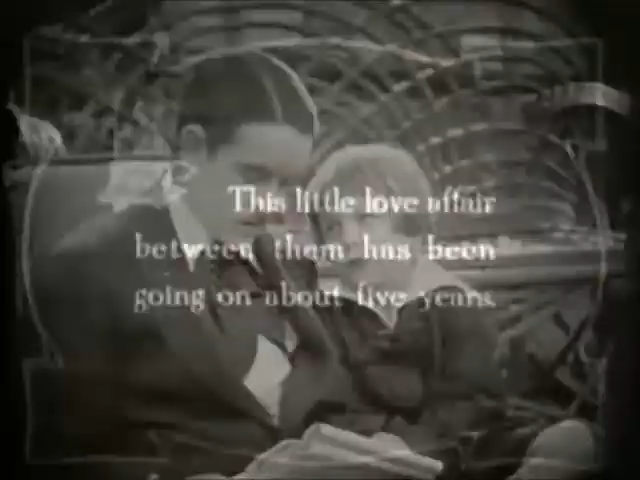 This little love affair
between them has been
going on about five years.